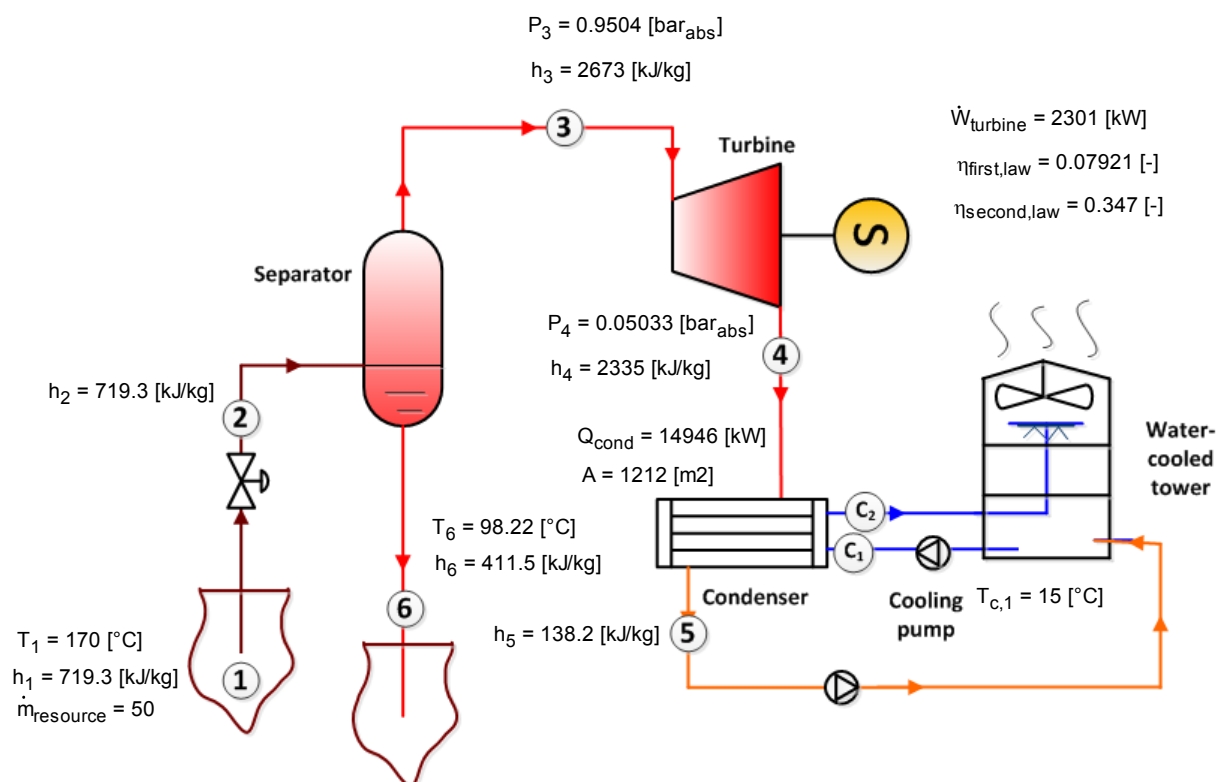 P3 = 0.9504 [bar_abs]
h3 = 2673 [kJ/kg]
3
Turbine
Ẇturbine = 2301 [kW]
ηfirst,law = 0.07921 [-]
ηsecond,law = 0.347 [-]
S
Separator
P4 = 0.05033 [bar_abs]
h4 = 2335 [kJ/kg]
4
h2 = 719.3 [kJ/kg]
2
Qcond = 14946 [kW]
A = 1212 [m2]
Water-
cooled
tower
C2
C1
T6 = 98.22 [°C]
h6 = 411.5 [kJ/kg]
6
Condenser
Cooling
pump
Tc,1 = 15 [°C]
h5 = 138.2 [kJ/kg]
5
T1 = 170 [°C]
h1 = 719.3 [kJ/kg]
ṁresource = 50
1